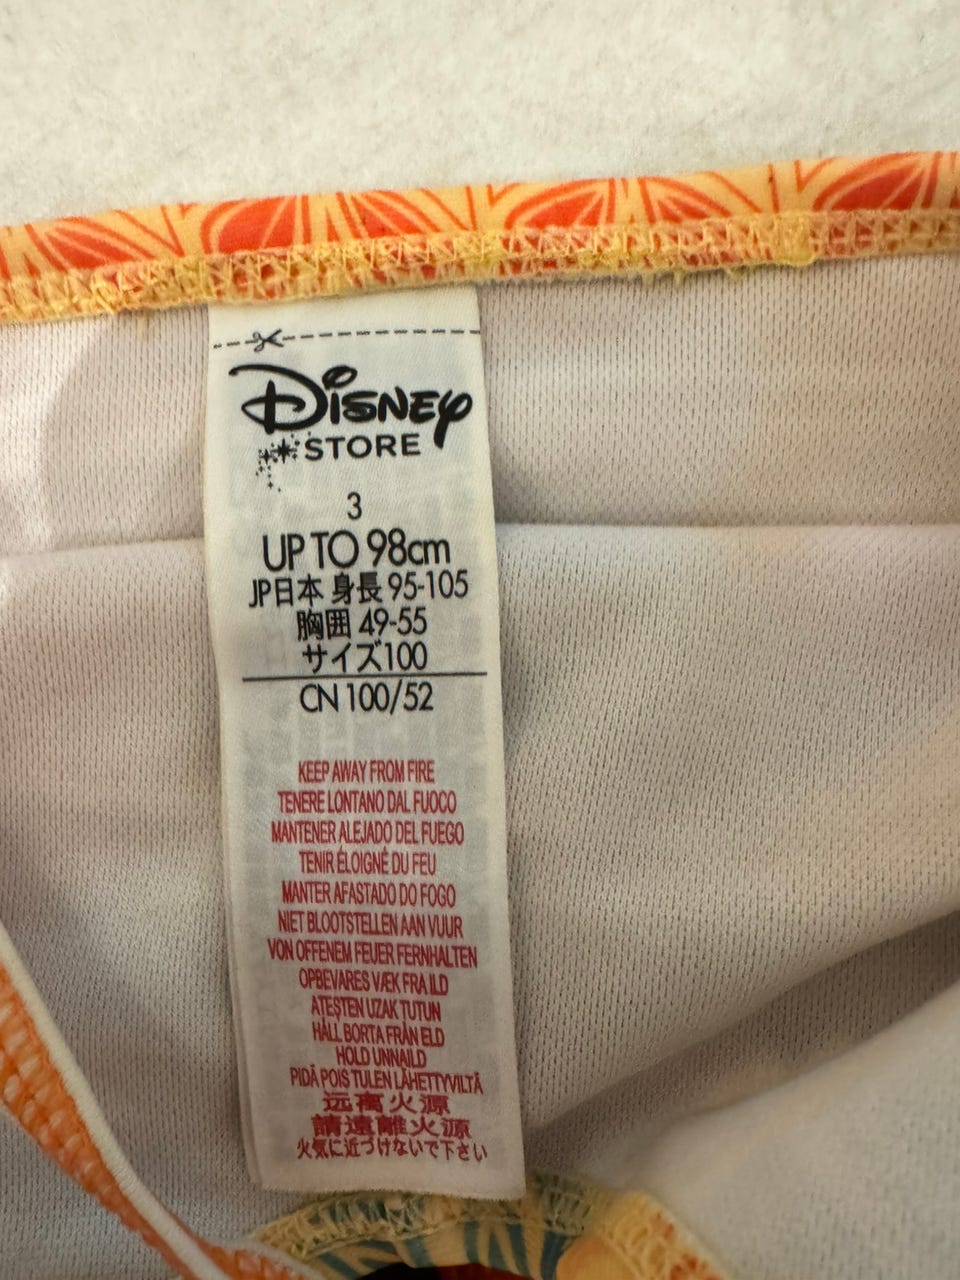 Disney
STORE
3
UP TO 98cm
JP日本 身長 95-105
胸囲 49-55
サイズ100
CN 100/52
KEEP AWAY FROM FIRE
TENERE LONTANO DAL FUOCO
MANTENER ALEJADO DEL FUEGO
TENIR ÉLOIGNÉ DU FEU
MANTER AFASTADO DO FOGO
NIET BLOOTSTELLEN AAN VUUR
VON OFFENEM FEUER FERNHALTEN
OPBEVARES VÆK FRA ILD
ATEŞTEN UZAK TUTUN
HÅLL BORTA FRÅN ELD
HOLD UNNAILD
PIDÄ POIS TULEN LÄHETTYVILTÄ
远离火源
請遠離火源
火気に近づけないで下さい